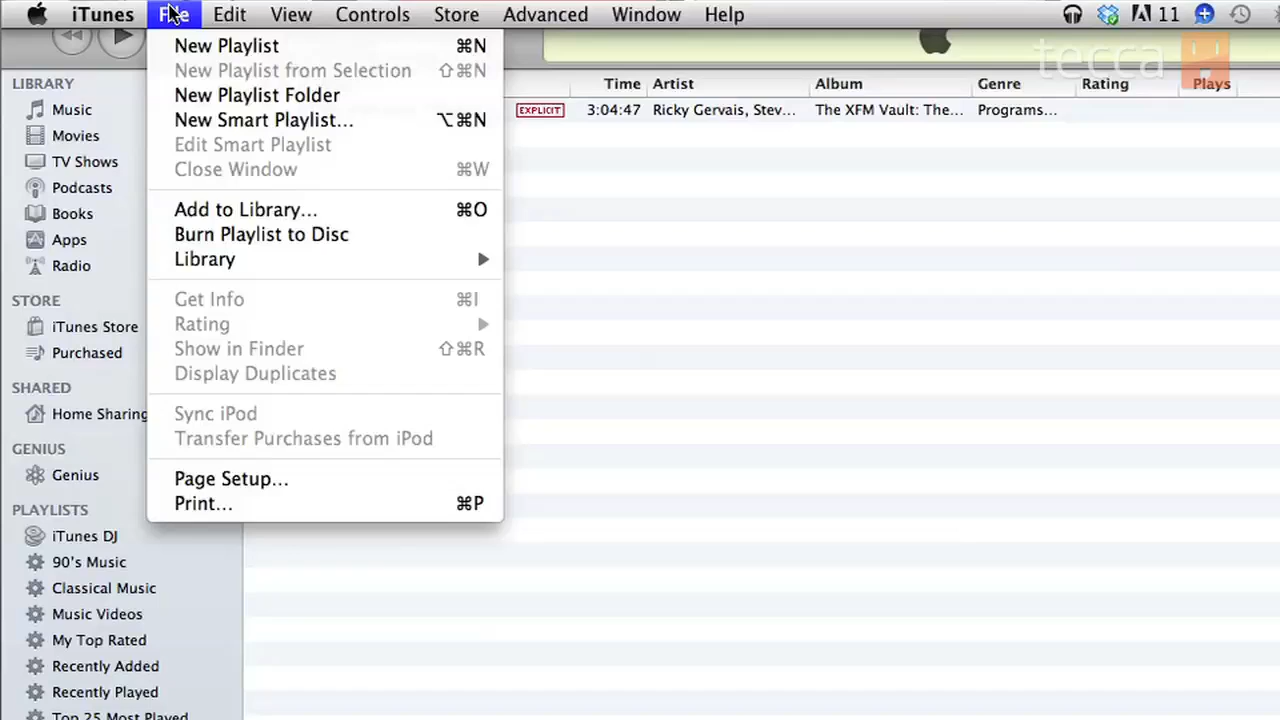 iTunes File Edit View Controls Store Advanced Window Help 11
tecca
New Playlist ⌘N
New Playlist from Selection ⇧⌘N
New Playlist Folder
New Smart Playlist... ⌥⌘N
Edit Smart Playlist
Close Window ⌘W
Add to Library... ⌘O
Burn Playlist to Disc
Library
Get Info ⌘I
Rating
Show in Finder ⇧⌘R
Display Duplicates
Sync iPod
Transfer Purchases from iPod
Page Setup...
Print... ⌘P
LIBRARY
Music
Movies
TV Shows
Podcasts
Books
Apps
Radio
STORE
iTunes Store
Purchased
SHARED
Home Sharing
GENIUS
Genius
PLAYLISTS
iTunes DJ
90's Music
Classical Music
Music Videos
My Top Rated
Recently Added
Recently Played
Top 25 Most Played
Time Artist Album Genre Rating Plays
EXPLICIT 3:04:47 Ricky Gervais, Stev... The XFM Vault: The... Programs...